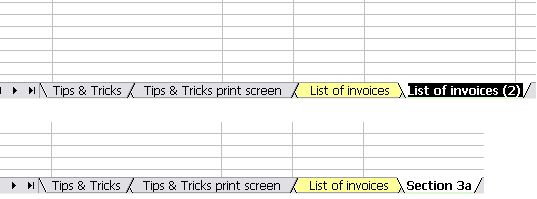 Tips & Tricks Tips & Tricks print screen List of invoices List of invoices (2)
Tips & Tricks Tips & Tricks print screen List of invoices Section 3a